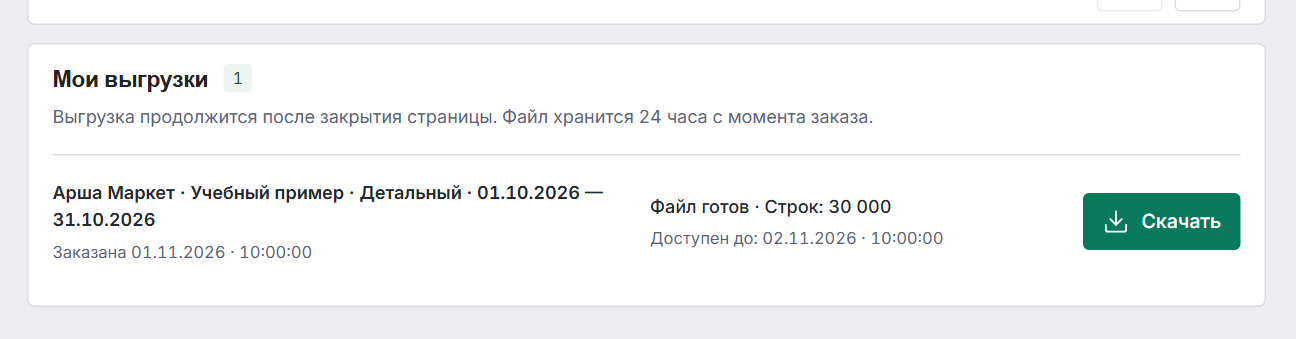 Мои выгрузки 1
Выгрузка продолжится после закрытия страницы. Файл хранится 24 часа с момента заказа.
Арша Маркет · Учебный пример · Детальный · 01.10.2026 —
31.10.2026
Заказана 01.11.2026 · 10:00:00
Файл готов · Строк: 30 000
Доступен до: 02.11.2026 · 10:00:00
Скачать